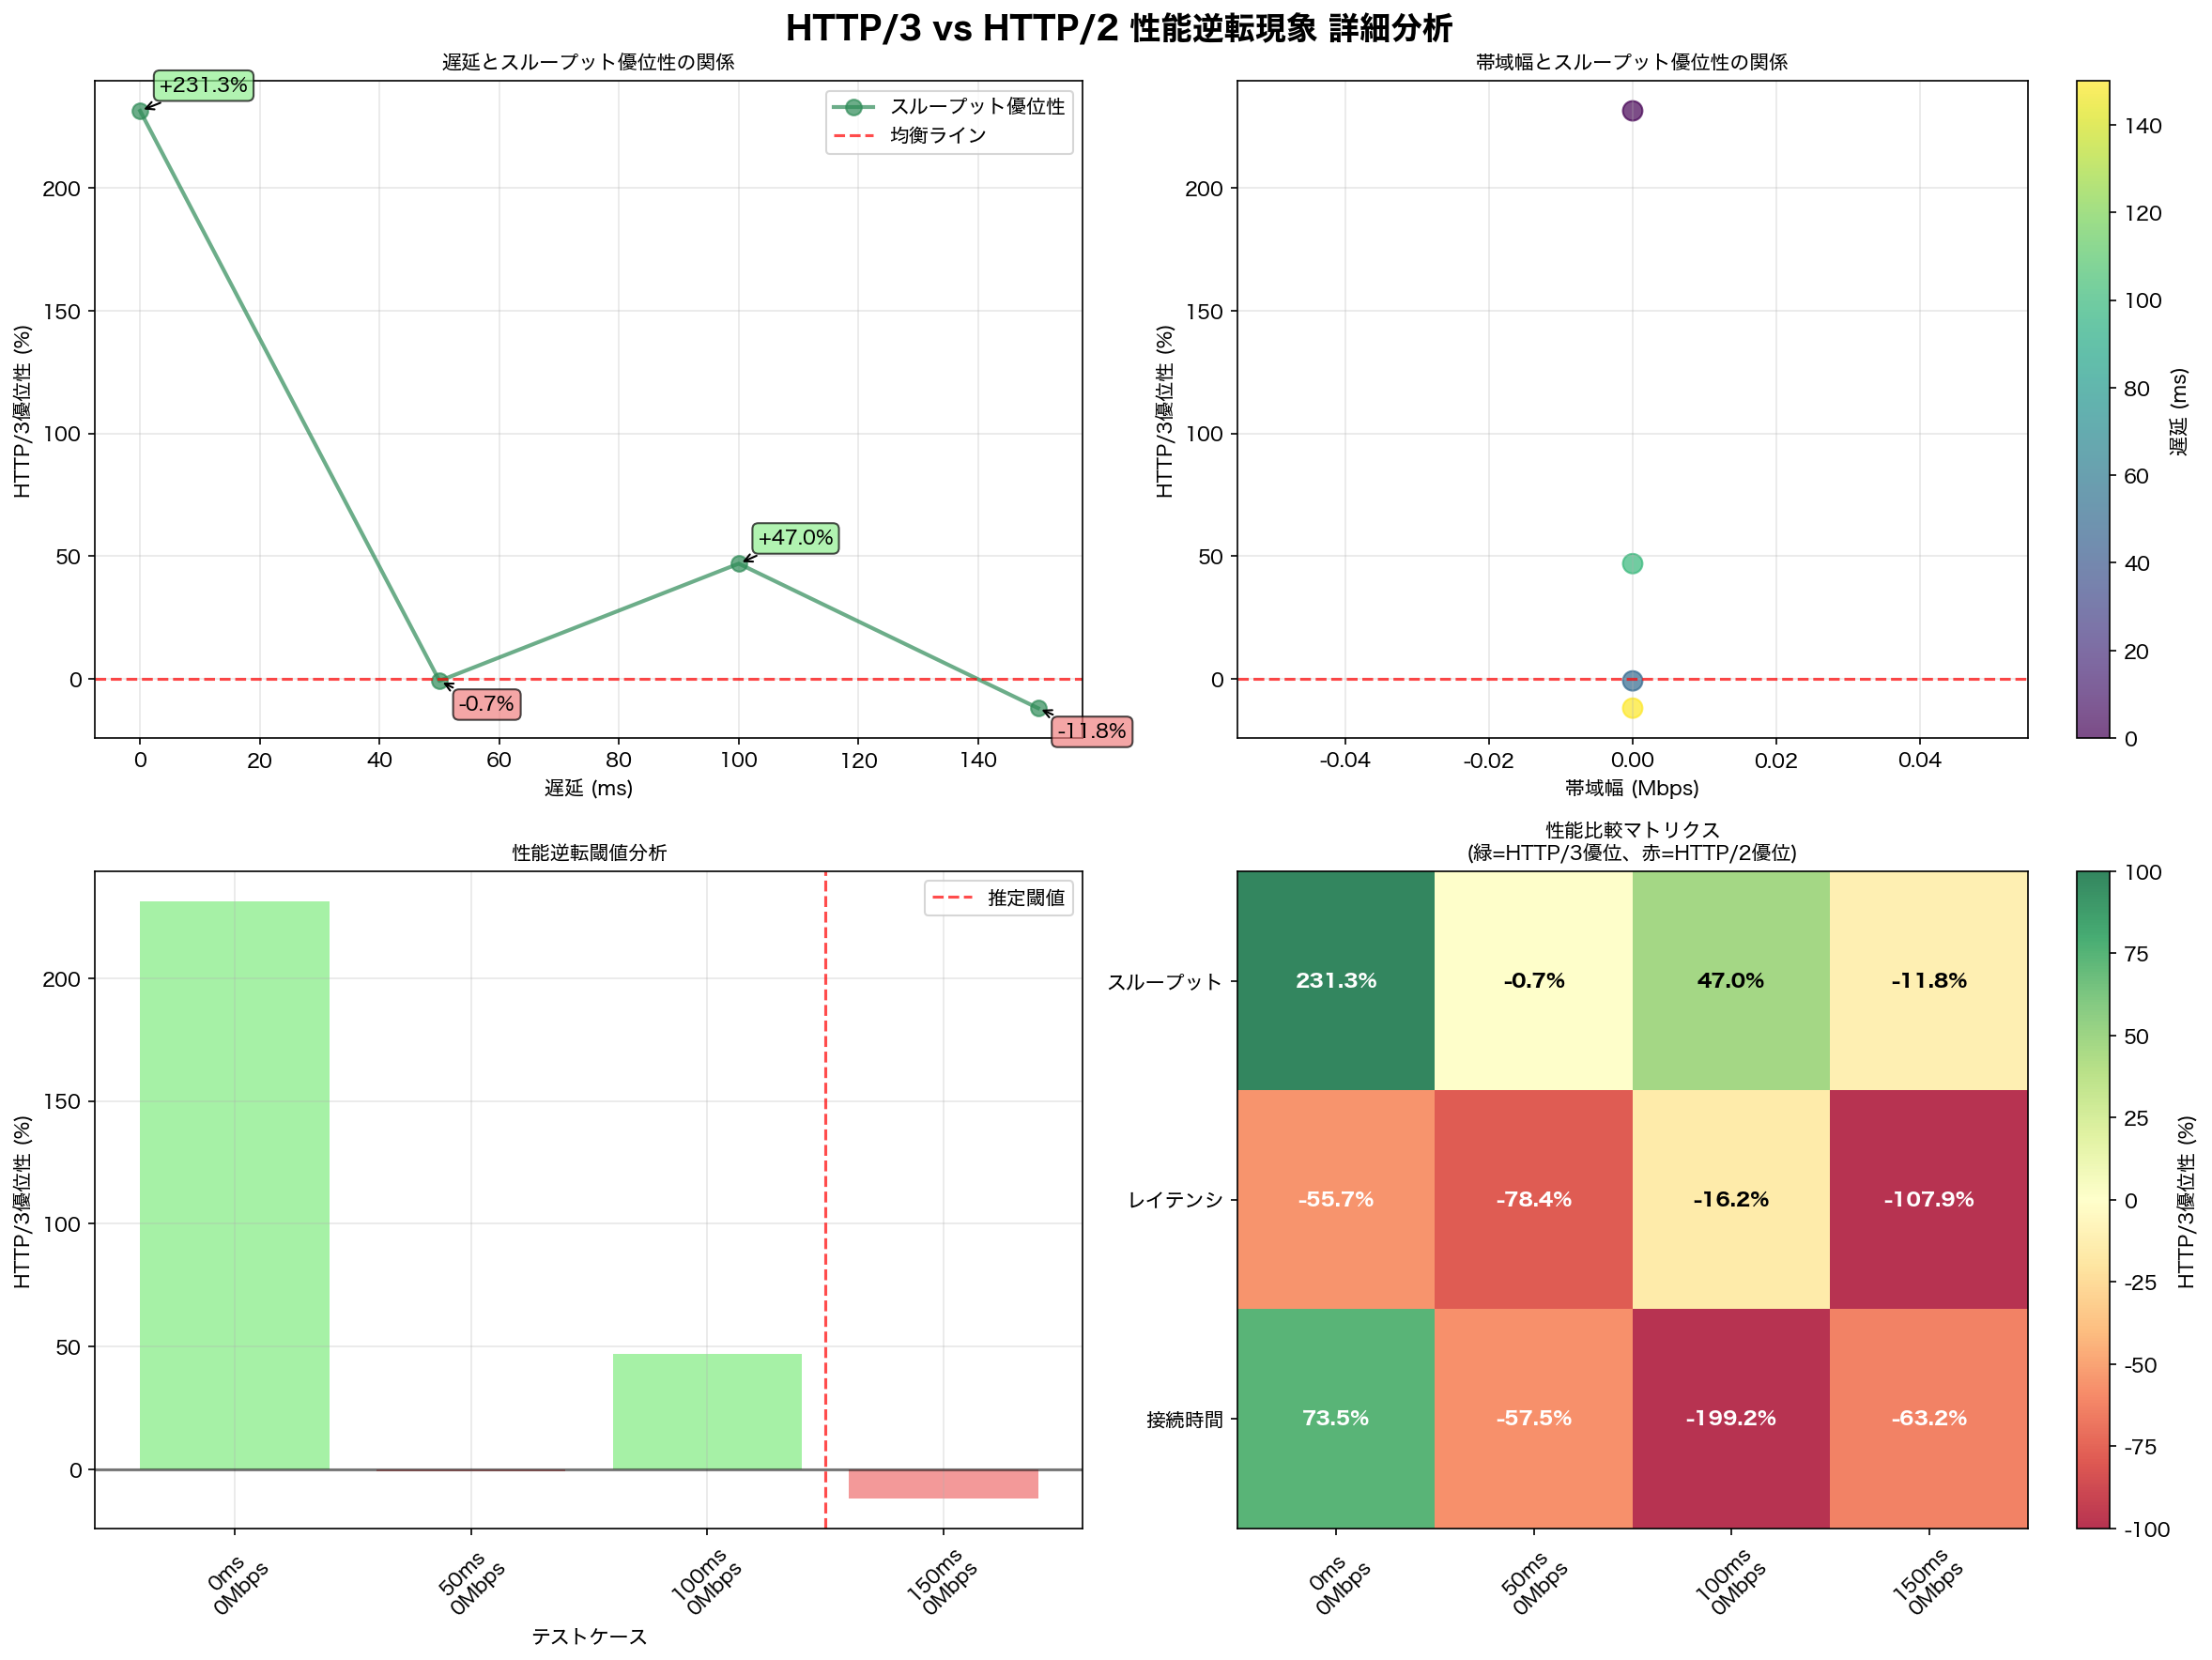 HTTP/3 vs HTTP/2 性能逆転現象 詳細分析
遅延とスループット優位性の関係
+231.3%
スループット優位性
均衡ライン
200
150
100
50
0
HTTP/3優位性 (%)
+47.0%
-0.7%
-11.8%
0 20 40 60 80 100 120 140
遅延 (ms)
帯域幅とスループット優位性の関係
200
150
100
50
0
HTTP/3優位性 (%)
-0.04 -0.02 0.00 0.02 0.04
帯域幅 (Mbps)
140
120
100
80
60
40
20
0
遅延 (ms)
性能逆転閾値分析
推定閾値
200
150
100
50
0
HTTP/3優位性 (%)
0ms
0Mbps
50ms
0Mbps
100ms
0Mbps
150ms
0Mbps
テストケース
性能比較マトリクス
(緑=HTTP/3優位、赤=HTTP/2優位)
スループット 231.3% -0.7% 47.0% -11.8%
レイテンシ -55.7% -78.4% -16.2% -107.9%
接続時間 73.5% -57.5% -199.2% -63.2%
0ms
0Mbps
50ms
0Mbps
100ms
0Mbps
150ms
0Mbps
100
75
50
25
0
-25
-50
-75
-100
HTTP/3優位性 (%)